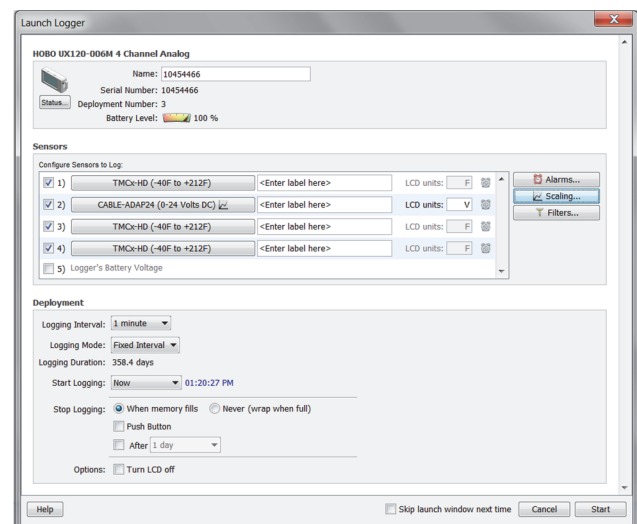 Launch Logger
HOBO UX120-006M 4 Channel Analog
Name: 10454466
Serial Number: 10454466
Status... Deployment Number: 3
Battery Level: 100 %
Sensors
Configure Sensors to Log:
1) TMCx-HD (-40F to +212F) <Enter label here> LCD units: F Alarms...
2) CABLE-ADAP24 (0-24 Volts DC) <Enter label here> LCD units: V Scaling...
3) TMCx-HD (-40F to +212F) <Enter label here> LCD units: F Filters...
4) TMCx-HD (-40F to +212F) <Enter label here> LCD units: F
5) Logger's Battery Voltage
Deployment
Logging Interval: 1 minute
Logging Mode: Fixed Interval
Logging Duration: 358.4 days
Start Logging: Now 01:20:27 PM
Stop Logging: When memory fills Never (wrap when full)
Push Button
After 1 day
Options: Turn LCD off
Help Skip launch window next time Cancel Start